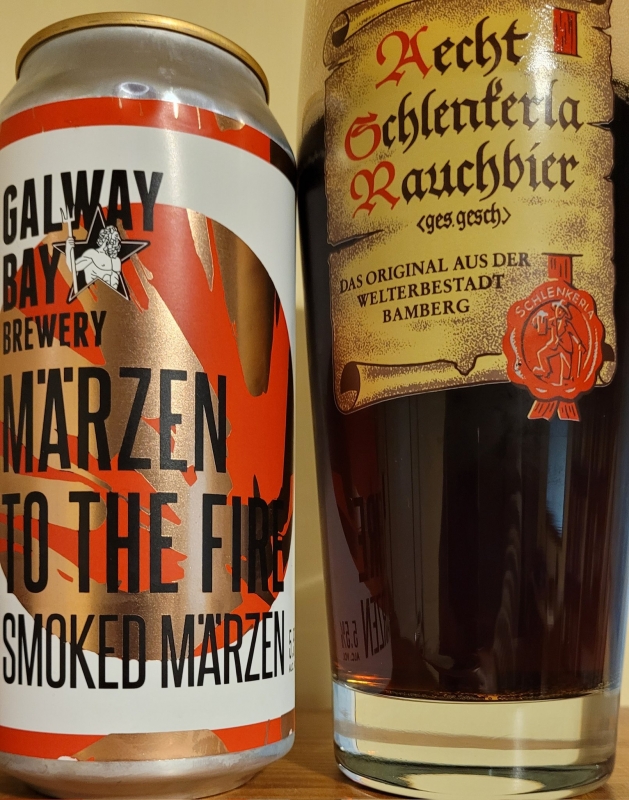 GALWAY
BAY
BREWERY
MÄRZEN
TO THE FIRE
SMOKED MÄRZEN
Aecht
Schlenkerla
Rauchbier
<ges.gesch.>
DAS ORIGINAL AUS DER
WELTERBESTADT
BAMBERG
SCHLENKERLA